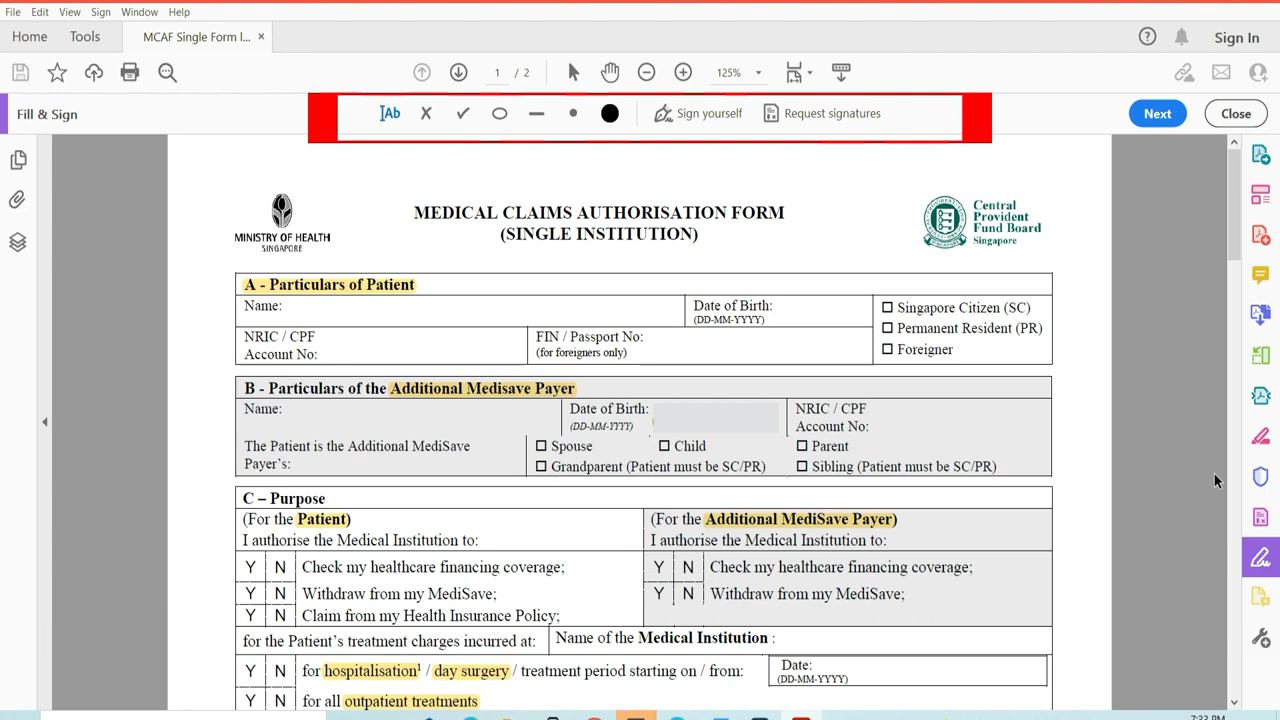 File Edit View Sign Window Help
Home Tools MCAF Single Form I... × Sign In
1 / 2 125%
Fill & Sign Ab Sign yourself Request signatures Next Close
MINISTRY OF HEALTH
SINGAPORE
MEDICAL CLAIMS AUTHORISATION FORM
(SINGLE INSTITUTION)
Central
Provident
Fund Board
Singapore
A - Particulars of Patient
Name:
Date of Birth:
(DD-MM-YYYY)
Singapore Citizen (SC)
Permanent Resident (PR)
Foreigner
NRIC / CPF
Account No:
FIN / Passport No:
(for foreigners only)
B - Particulars of the Additional Medisave Payer
Name:
Date of Birth:
(DD-MM-YYYY)
NRIC / CPF
Account No:
The Patient is the Additional MediSave
Payer's:
Spouse Child Parent
Grandparent (Patient must be SC/PR) Sibling (Patient must be SC/PR)
C – Purpose
(For the Patient)
I authorise the Medical Institution to:
Y N Check my healthcare financing coverage;
Y N Withdraw from my MediSave;
Y N Claim from my Health Insurance Policy;
(For the Additional MediSave Payer)
I authorise the Medical Institution to:
Y N Check my healthcare financing coverage;
Y N Withdraw from my MediSave;
for the Patient's treatment charges incurred at: Name of the Medical Institution :
Y N for hospitalisation¹ / day surgery / treatment period starting on / from: Date:
(DD-MM-YYYY)
Y N for all outpatient treatments
7:33 PM